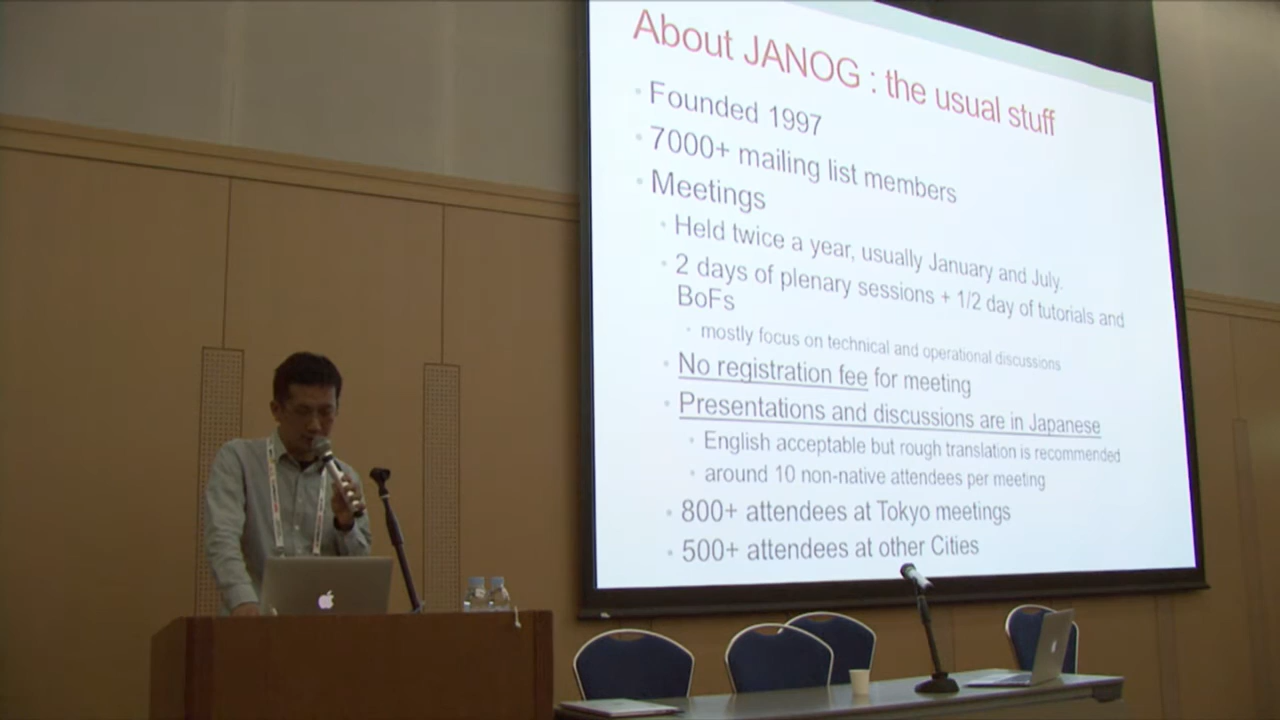 About JANOG : the usual stuff
Founded 1997
7000+ mailing list members
Meetings
Held twice a year, usually January and July.
2 days of plenary sessions + 1/2 day of tutorials and
BoFs
mostly focus on technical and operational discussions
No registration fee for meeting
Presentations and discussions are in Japanese
English acceptable but rough translation is recommended
around 10 non-native attendees per meeting
800+ attendees at Tokyo meetings
500+ attendees at other Cities